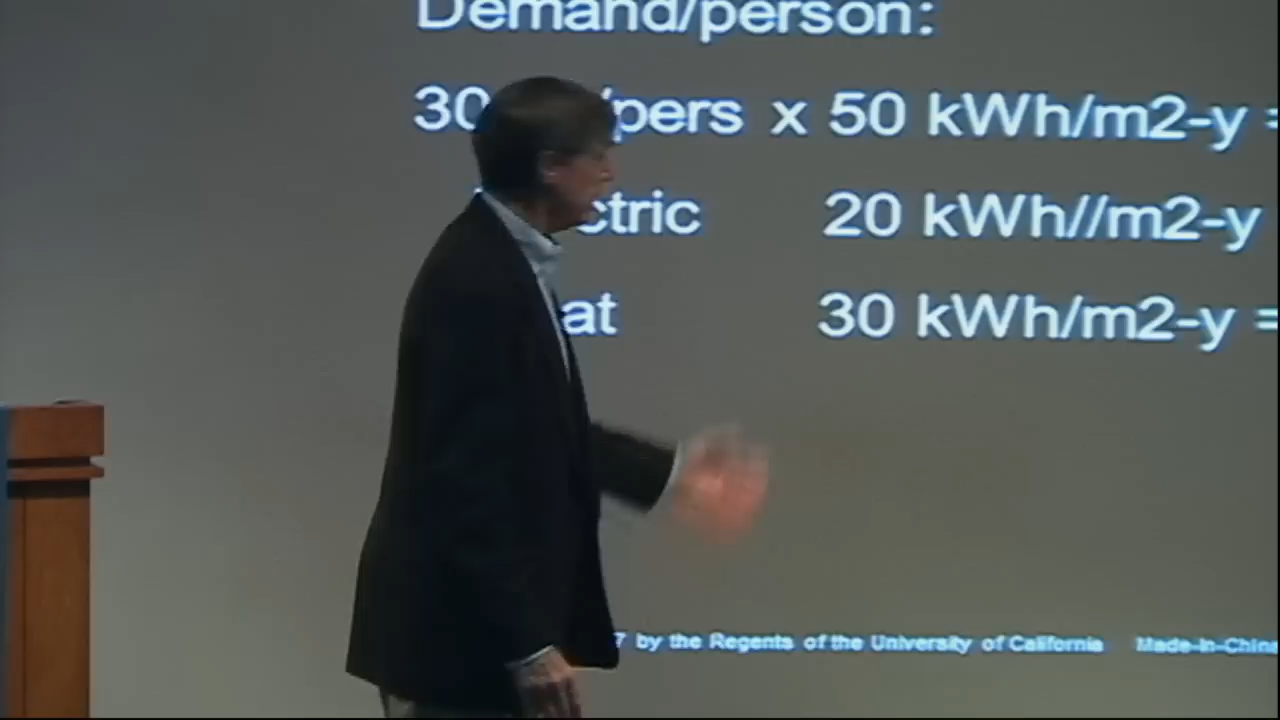 Demand/person:
30 /pers x 50 kWh/m2-y =
ctric 20 kWh//m2-y
at 30 kWh/m2-y =
7 by the Regents of the University of California Made-In-China